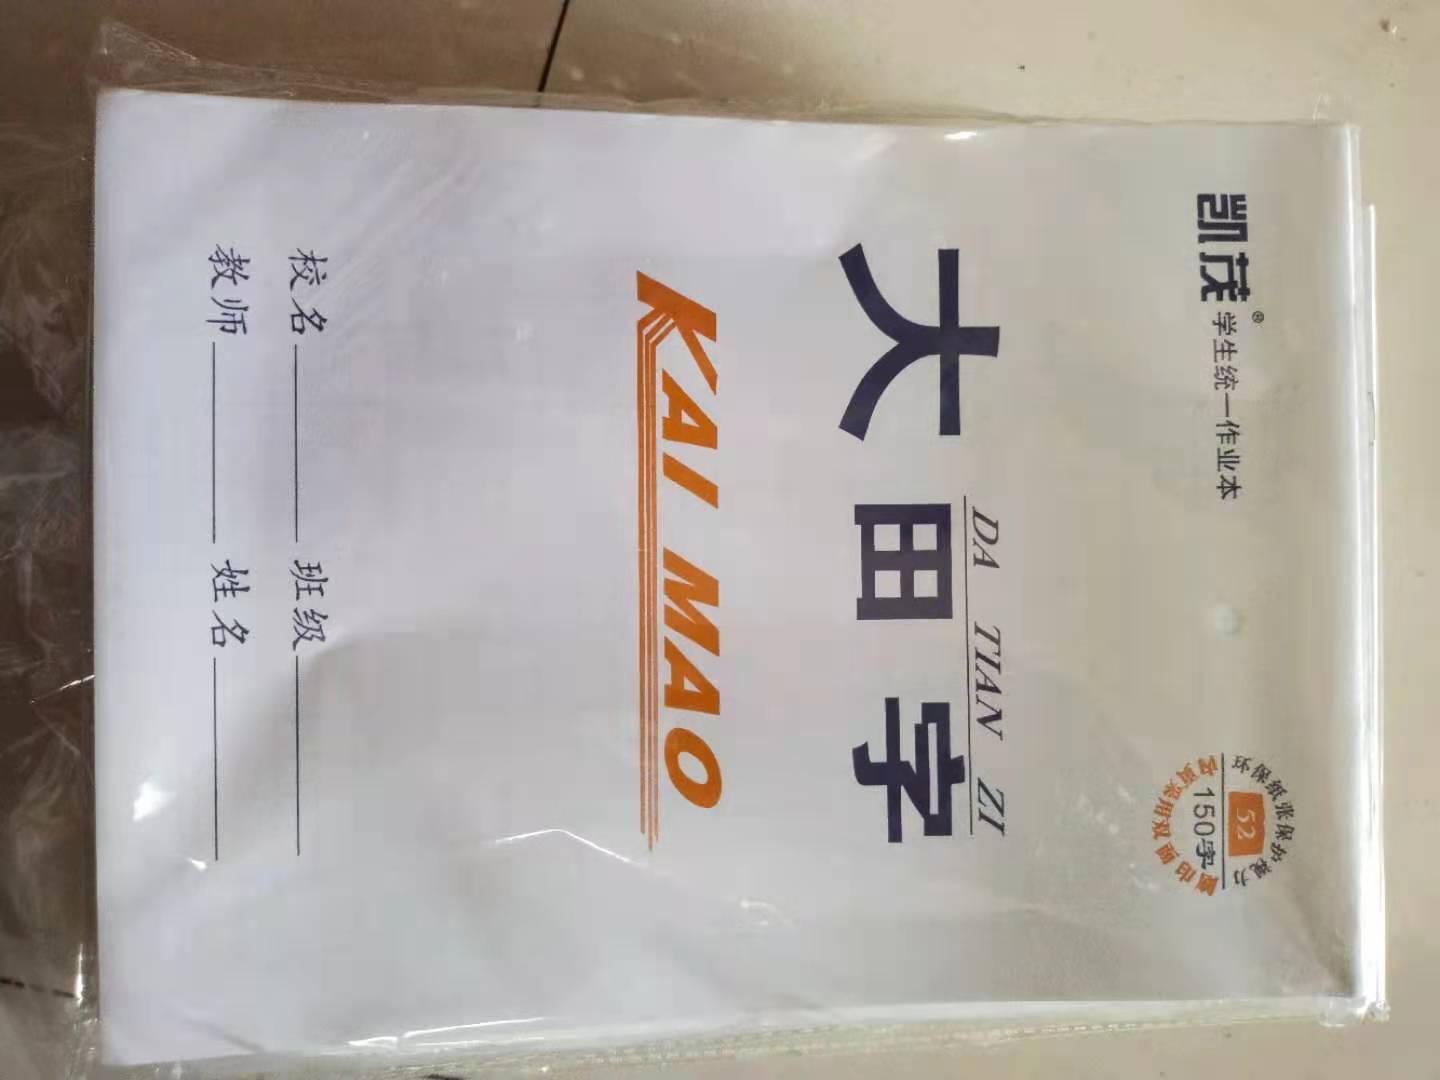 凯茂® 学生统一作业本
环保纸张保护视力
52
150字
DA TIAN ZI
大田字
KAI MAO
校名 班级
教师 姓名